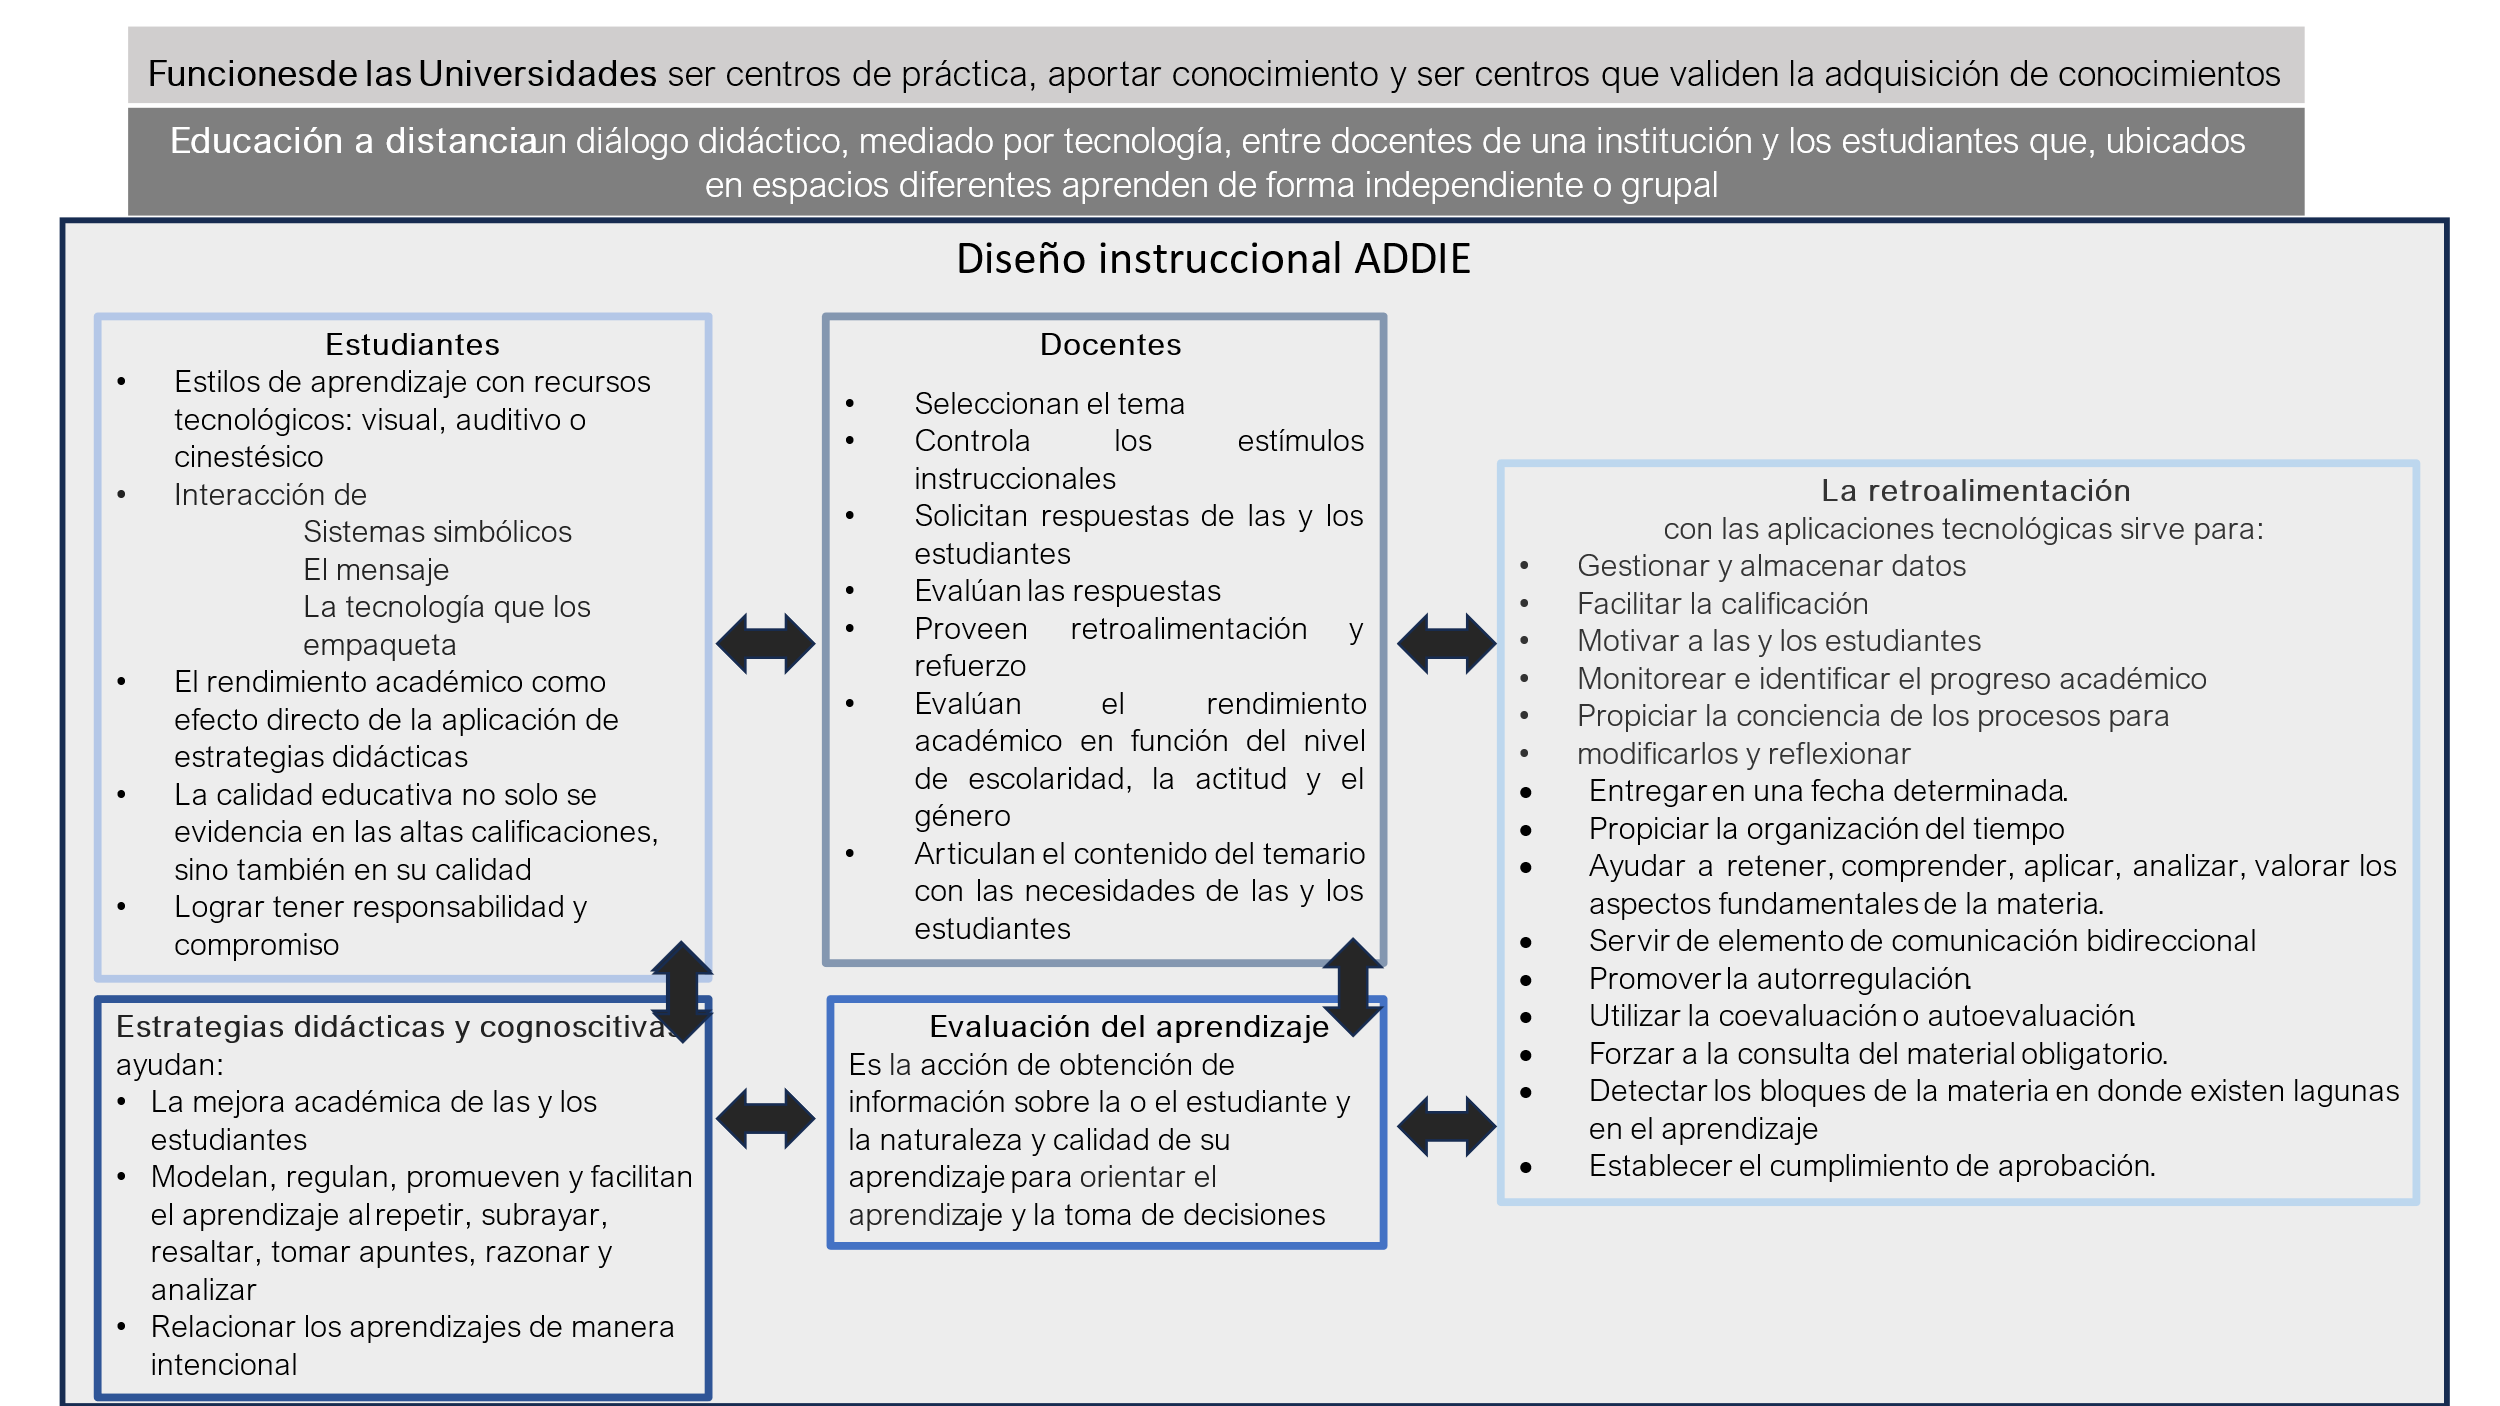 Funciones de las Universidades: ser centros de práctica, aportar conocimiento y ser centros que validen la adquisición de conocimientos
Educación a distancia: un diálogo didáctico, mediado por tecnología, entre docentes de una institución y los estudiantes que, ubicados
en espacios diferentes aprenden de forma independiente o grupal
Diseño instruccional ADDIE
Estudiantes
• Estilos de aprendizaje con recursos
tecnológicos: visual, auditivo o
cinestésico
• Interacción de
Sistemas simbólicos
El mensaje
La tecnología que los
empaqueta
• El rendimiento académico como
efecto directo de la aplicación de
estrategias didácticas
• La calidad educativa no solo se
evidencia en las altas calificaciones,
sino también en su calidad
• Lograr tener responsabilidad y
compromiso
Docentes
• Seleccionan el tema
• Controla los estímulos
instruccionales
• Solicitan respuestas de las y los
estudiantes
• Evalúan las respuestas
• Proveen retroalimentación y
refuerzo
• Evalúan el rendimiento
académico en función del nivel
de escolaridad, la actitud y el
género
• Articulan el contenido del temario
con las necesidades de las y los
estudiantes
La retroalimentación
con las aplicaciones tecnológicas sirve para:
• Gestionar y almacenar datos
• Facilitar la calificación
• Motivar a las y los estudiantes
• Monitorear e identificar el progreso académico
• Propiciar la conciencia de los procesos para
• modificarlos y reflexionar
• Entregar en una fecha determinada.
• Propiciar la organización del tiempo
• Ayudar a retener, comprender, aplicar, analizar, valorar los
aspectos fundamentales de la materia.
• Servir de elemento de comunicación bidireccional
• Promover la autorregulación.
• Utilizar la coevaluación o autoevaluación.
• Forzar a la consulta del material obligatorio.
• Detectar los bloques de la materia en donde existen lagunas
en el aprendizaje
• Establecer el cumplimiento de aprobación.
Estrategias didácticas y cognoscitivas
ayudan:
• La mejora académica de las y los
estudiantes
• Modelan, regulan, promueven y facilitan
el aprendizaje al repetir, subrayar,
resaltar, tomar apuntes, razonar y
analizar
• Relacionar los aprendizajes de manera
intencional
Evaluación del aprendizaje
Es la acción de obtención de
información sobre la o el estudiante y
la naturaleza y calidad de su
aprendizaje para orientar el
aprendizaje y la toma de decisiones